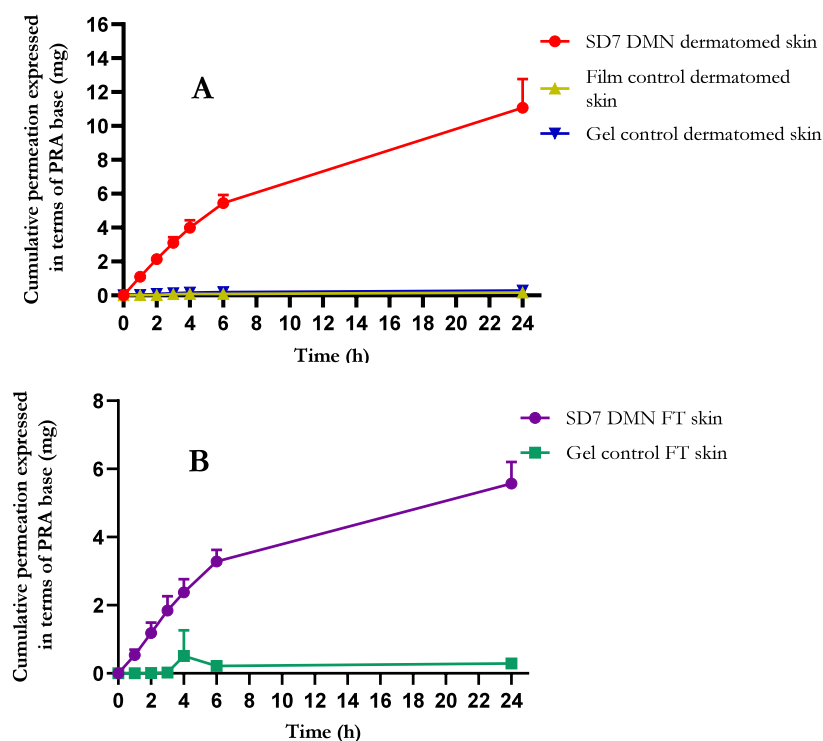 Cumulative permeation expressed
in terms of PRA base (mg)
16
14
12
10
8
6
4
2
0
A
0 2 4 6 8 10 12 14 16 18 20 22 24
Time (h)
SD7 DMN dermatomed skin
Film control dermatomed
skin
Gel control dermatomed skin
Cumulative permeation expressed
in terms of PRA base (mg)
8
6
4
2
0
B
0 2 4 6 8 10 12 14 16 18 20 22 24
Time (h)
SD7 DMN FT skin
Gel control FT skin